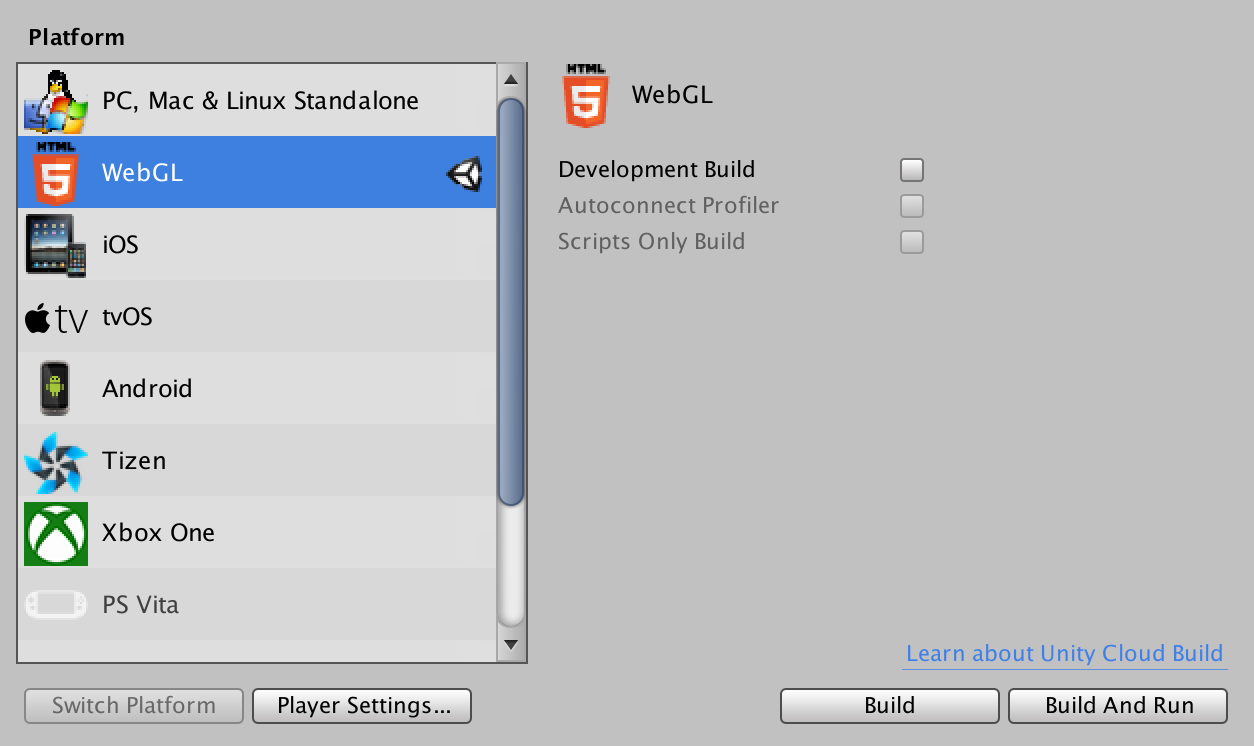 Platform
PC, Mac & Linux Standalone
HTML
5
WebGL
iOS
tv
tvOS
Android
Tizen
Xbox One
PS Vita
HTML
5
WebGL
Development Build
Autoconnect Profiler
Scripts Only Build
Learn about Unity Cloud Build
Switch Platform
Player Settings...
Build
Build And Run